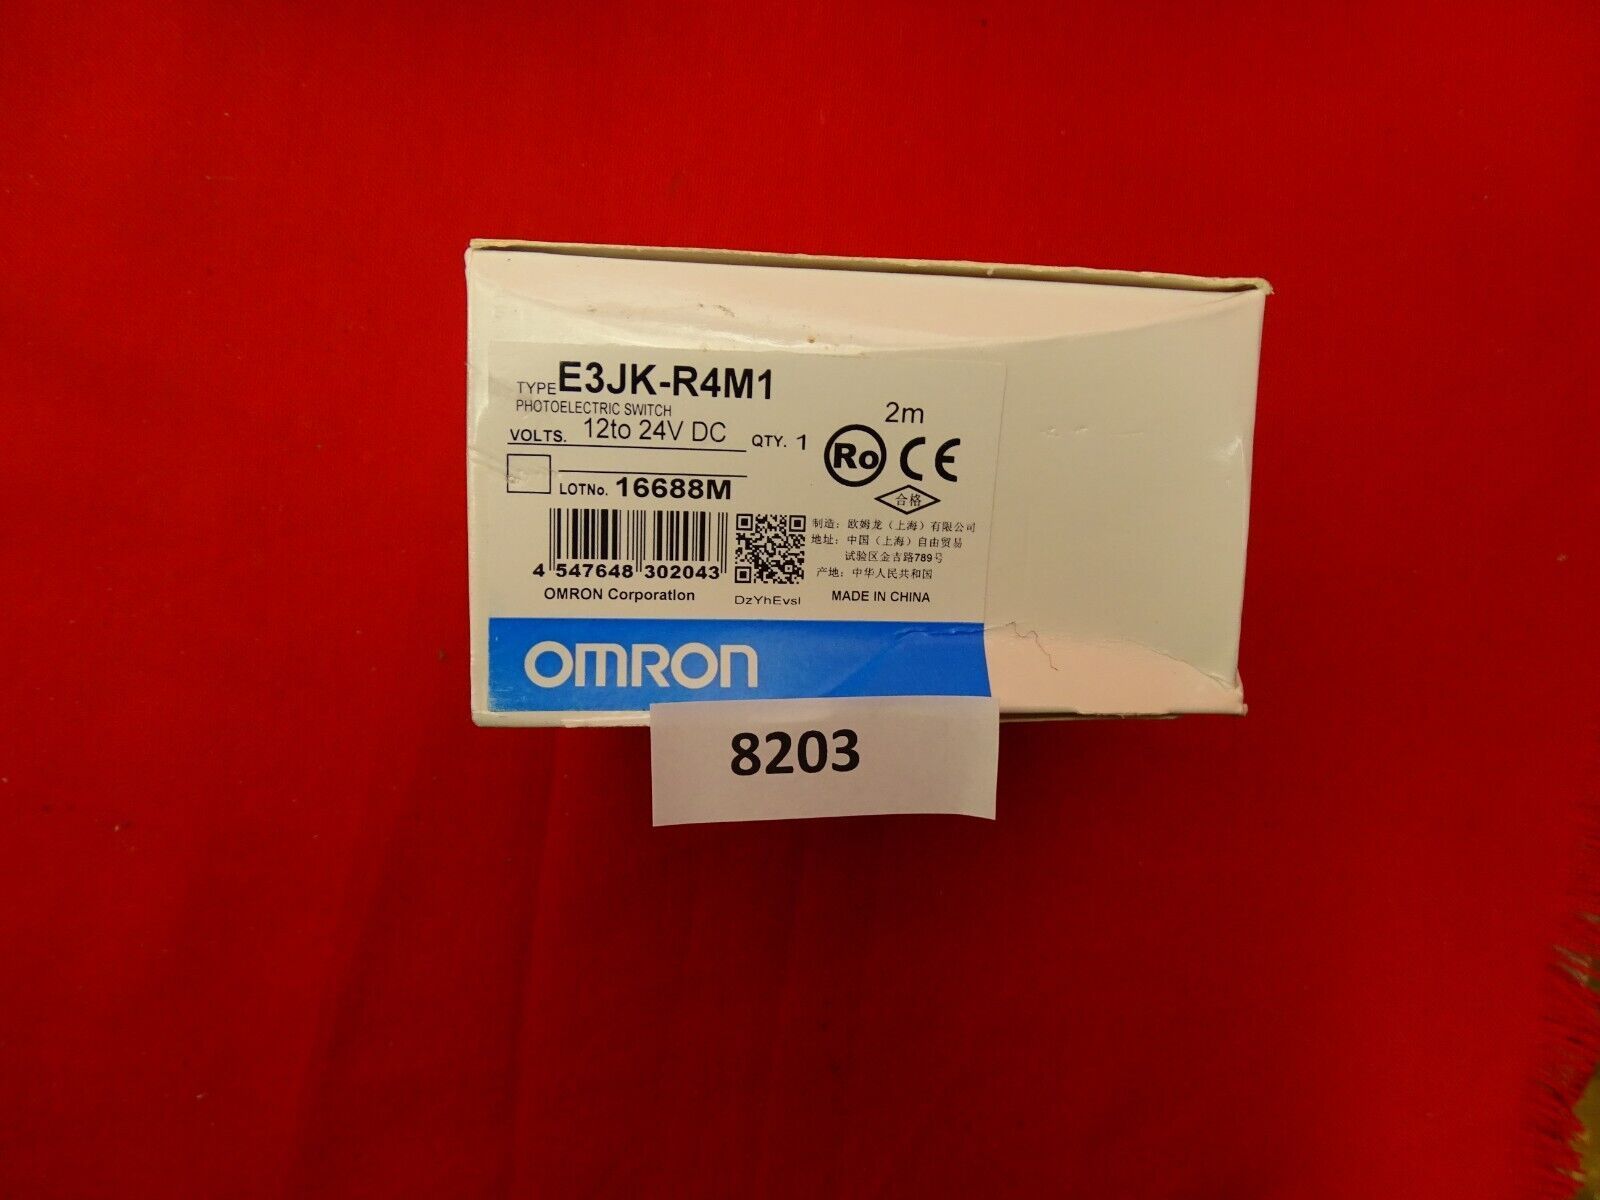 TYPE E3JK-R4M1
PHOTOELECTRIC SWITCH
2m
VOLTS. 12to 24V DC QTY. 1
Ro CE
LOTNo. 16688M
合格
制造: 欧姆龙（上海）有限公司
地址: 中国（上海）自由贸易
试验区金吉路789号
产地: 中华人民共和国
4 547648 302043
OMRON Corporation
DzYhEvsI
MADE IN CHINA
OMRON
8203